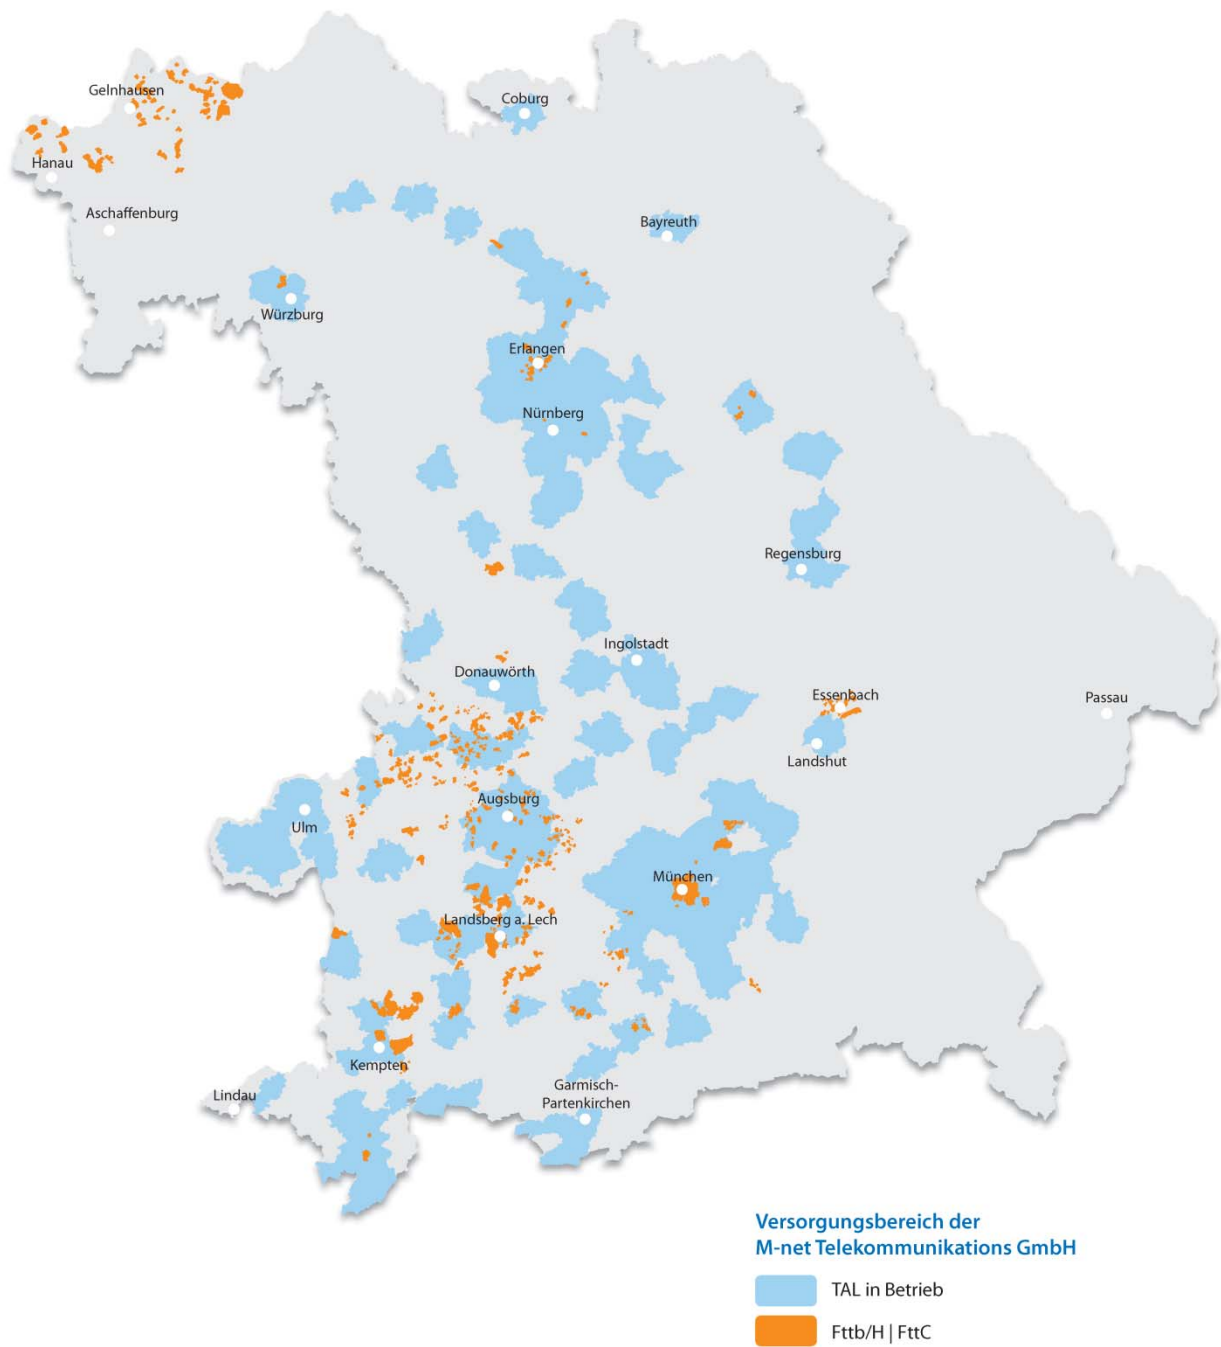 Gelnhausen
Coburg
Hanau
Aschaffenburg
Bayreuth
Würzburg
Erlangen
Nürnberg
Regensburg
Ingolstadt
Donauwörth
Essenbach
Passau
Landshut
Augsburg
Ulm
München
Landsberg a. Lech
Kempten
Lindau
Garmisch-
Partenkirchen
Versorgungsbereich der
M-net Telekommunikations GmbH
TAL in Betrieb
Fttb/H | FttC